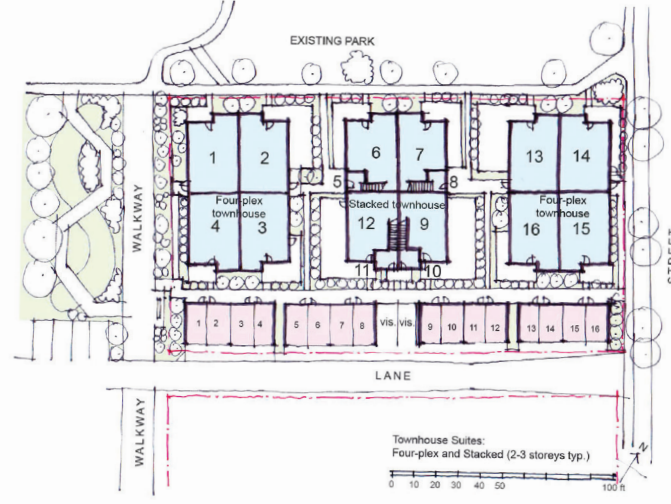 EXISTING PARK
1 2
6 7
13 14
5 8
Four-plex
townhouse
Stacked townhouse
Four-plex
townhouse
4 3
12 9
16 15
11 10
WALKWAY
STREET
1 2 3 4
5 6 7 8
vis. vis.
9 10 11 12
13 14 15 16
LANE
WALKWAY
Townhouse Suites:
Four-plex and Stacked (2-3 storeys typ.)
N
0 10 20 30 40 50 100 ft